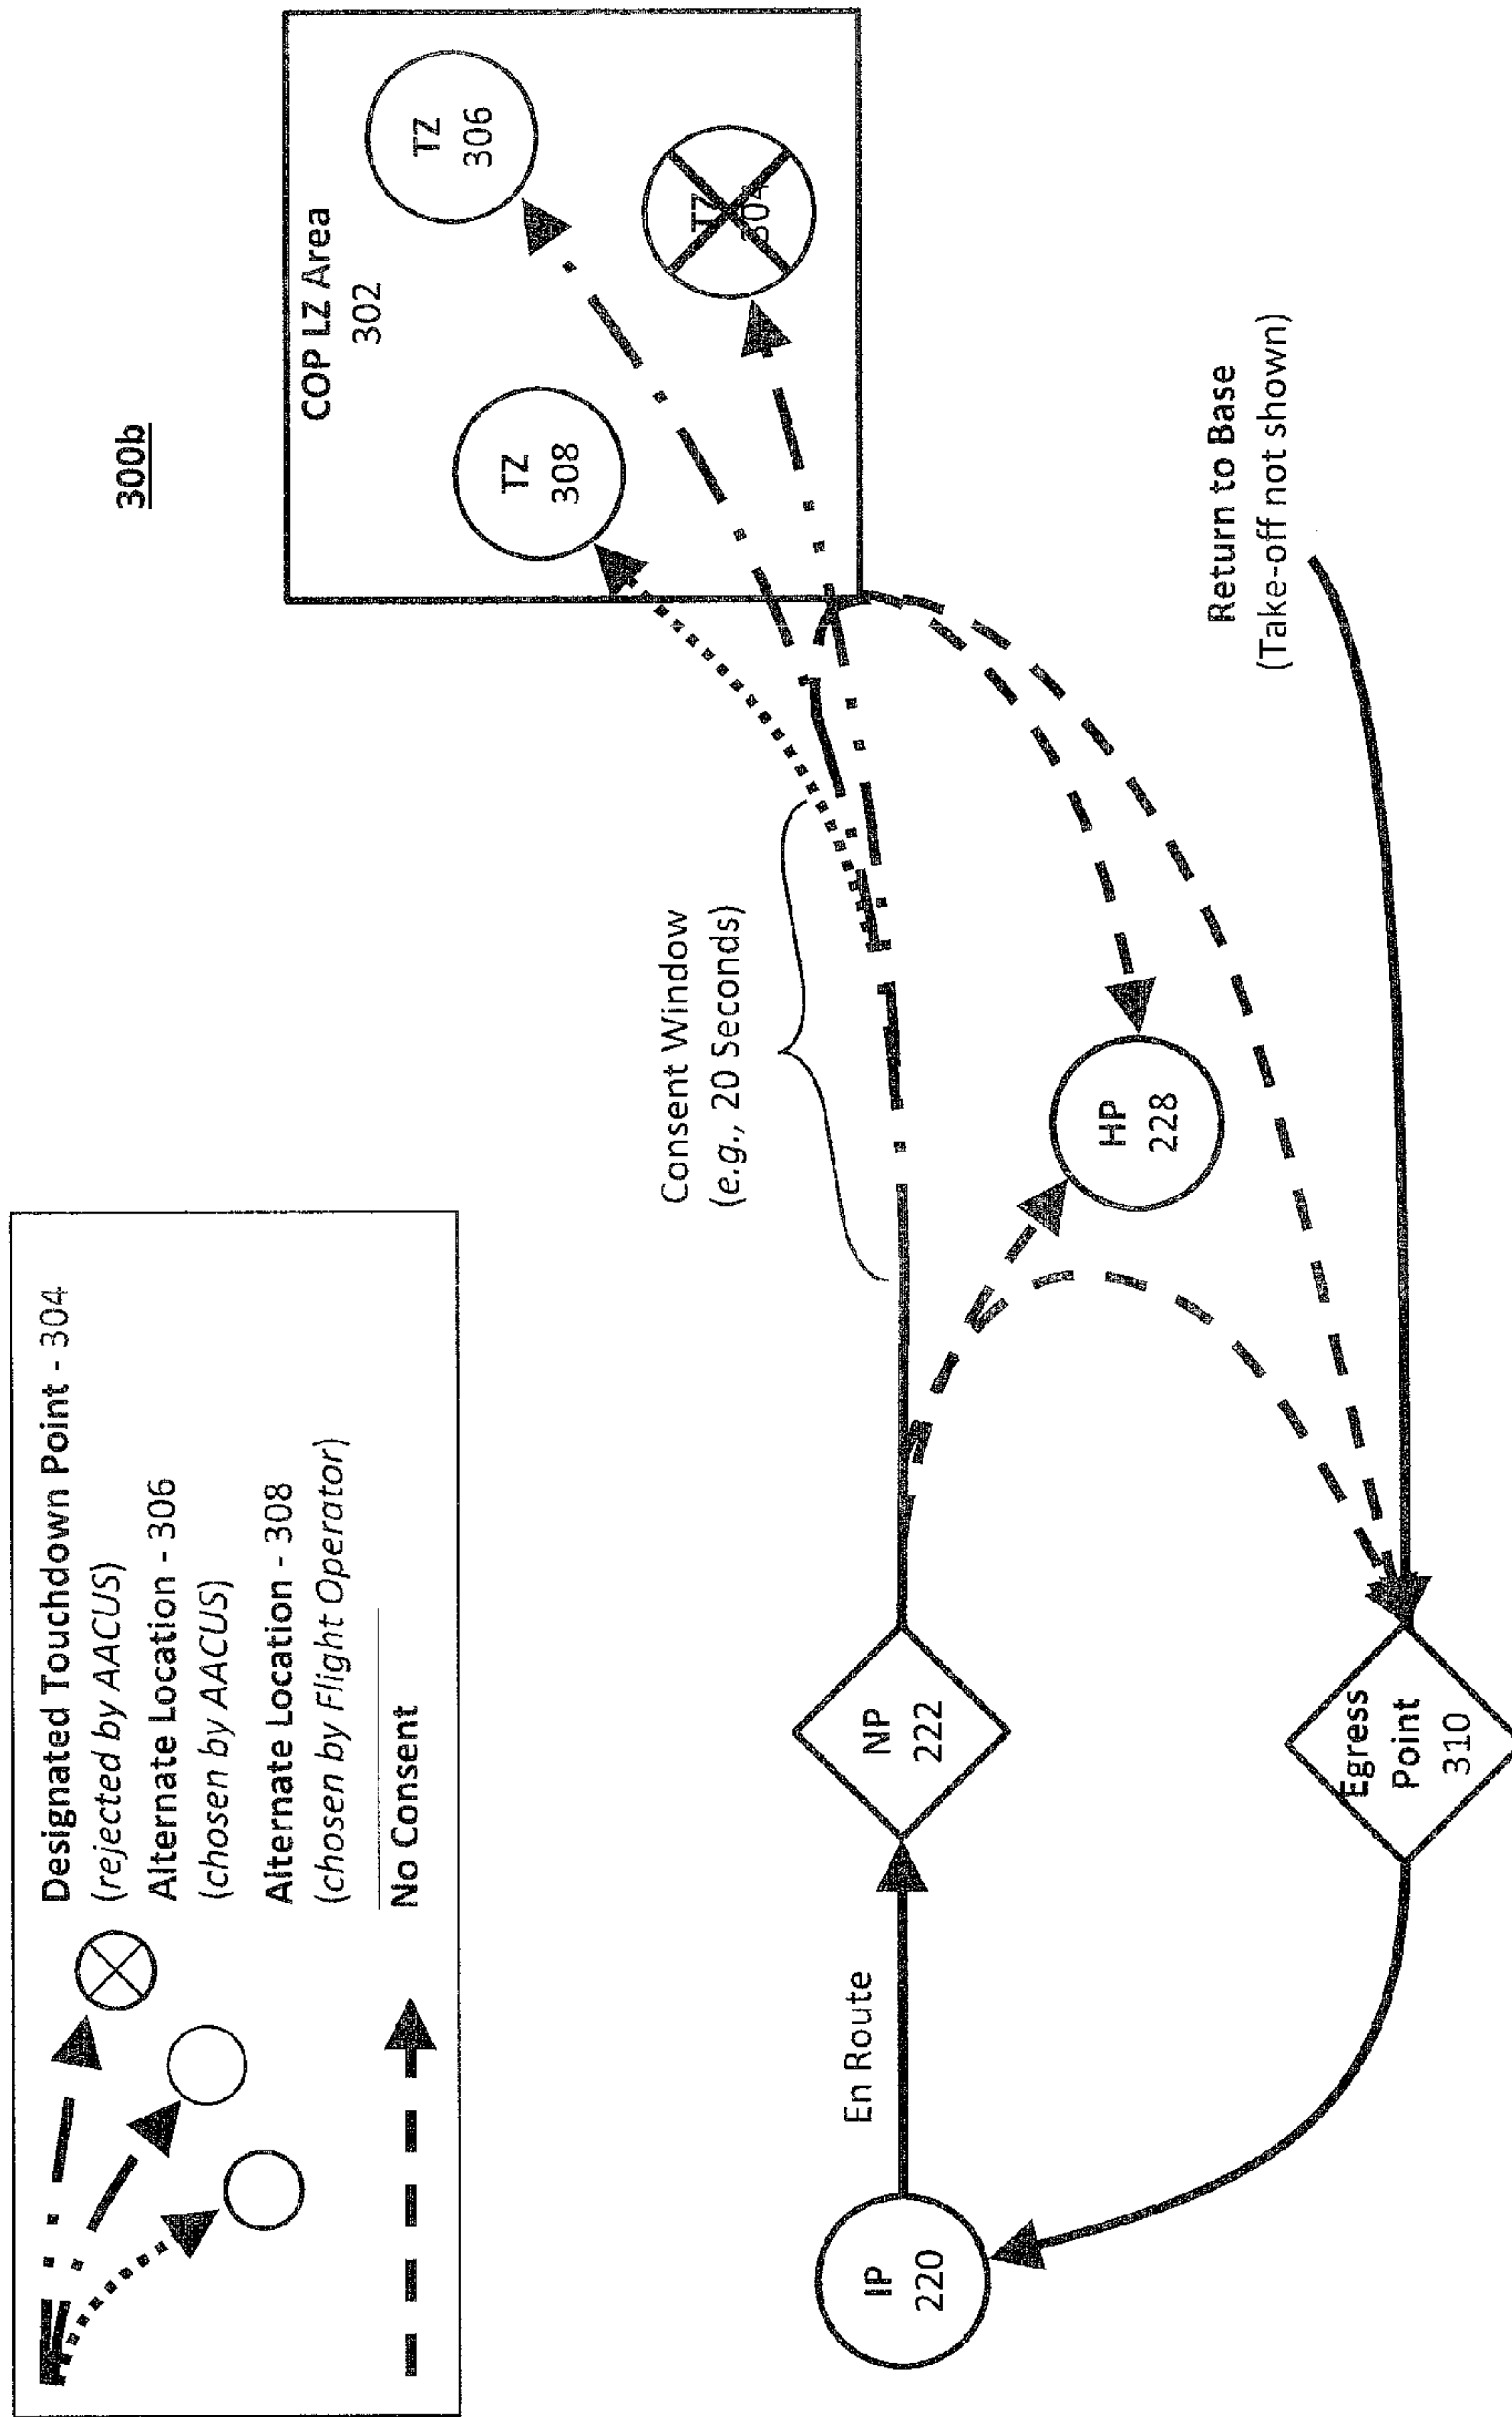 300b
Designated Touchdown Point - 304
(rejected by AACUS)
Alternate Location - 306
(chosen by AACUS)
Alternate Location - 308
(chosen by Flight Operator)
No Consent
COP LZ Area
302
TZ
308
TZ
306
TZ
304
Consent Window
(e.g., 20 Seconds)
En Route
IP
220
NP
222
HP
228
Return to Base
(Take-off not shown)
Egress
Point
310